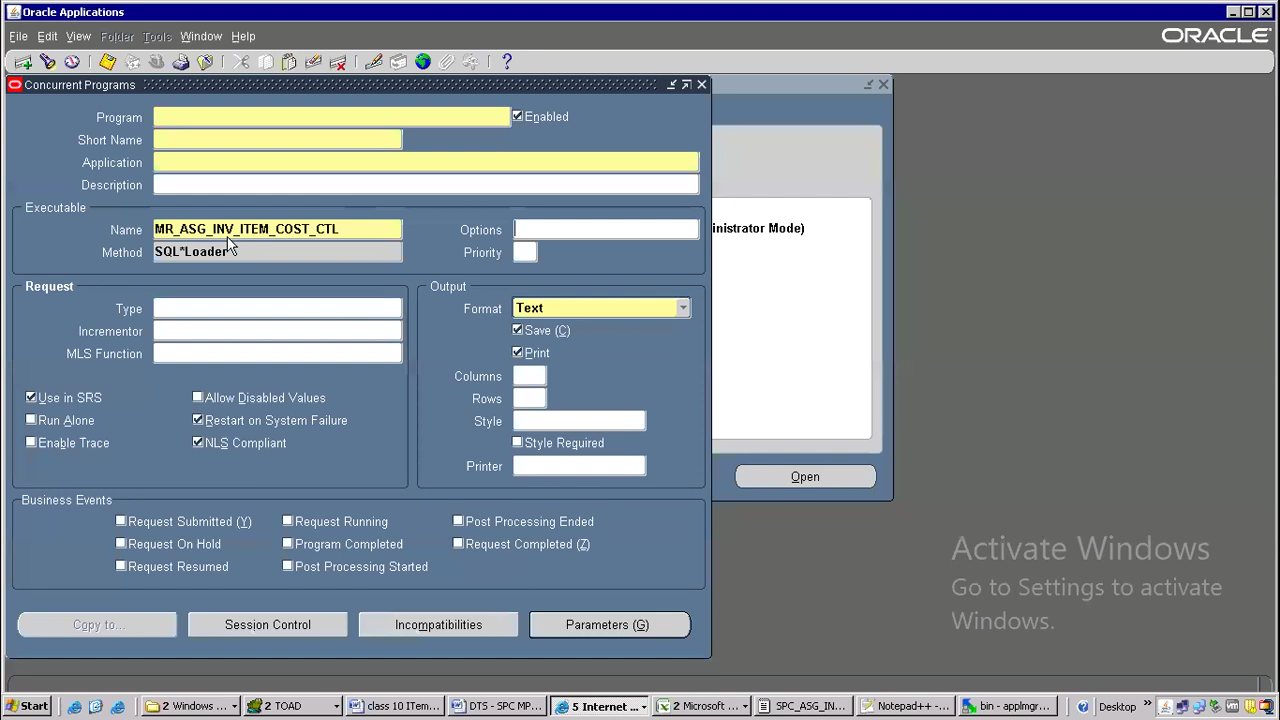 Oracle Applications
File Edit View Folder Tools Window Help
ORACLE
Concurrent Programs
Program
Enabled
Short Name
Application
Description
Executable
Name MR_ASG_INV_ITEM_COST_CTL
Options
Method SQL*Loader
Priority
inistrator Mode)
Request
Output
Type
Format Text
Incrementor
Save (C)
MLS Function
Print
Columns
Use in SRS
Allow Disabled Values
Rows
Run Alone
Restart on System Failure
Style
Enable Trace
NLS Compliant
Style Required
Printer
Open
Business Events
Request Submitted (Y)
Request Running
Post Processing Ended
Request On Hold
Program Completed
Request Completed (Z)
Request Resumed
Post Processing Started
Copy to...
Session Control
Incompatibilities
Parameters (G)
Activate Windows
Go to Settings to activate
Windows.
Start
2 Windows ...
TOAD
class 10 ITem...
DTS - SPC MP...
5 Internet ...
2 Microsoft ...
SPC_ASG_IN...
Notepad++ - ...
bin - applmgr...
Desktop